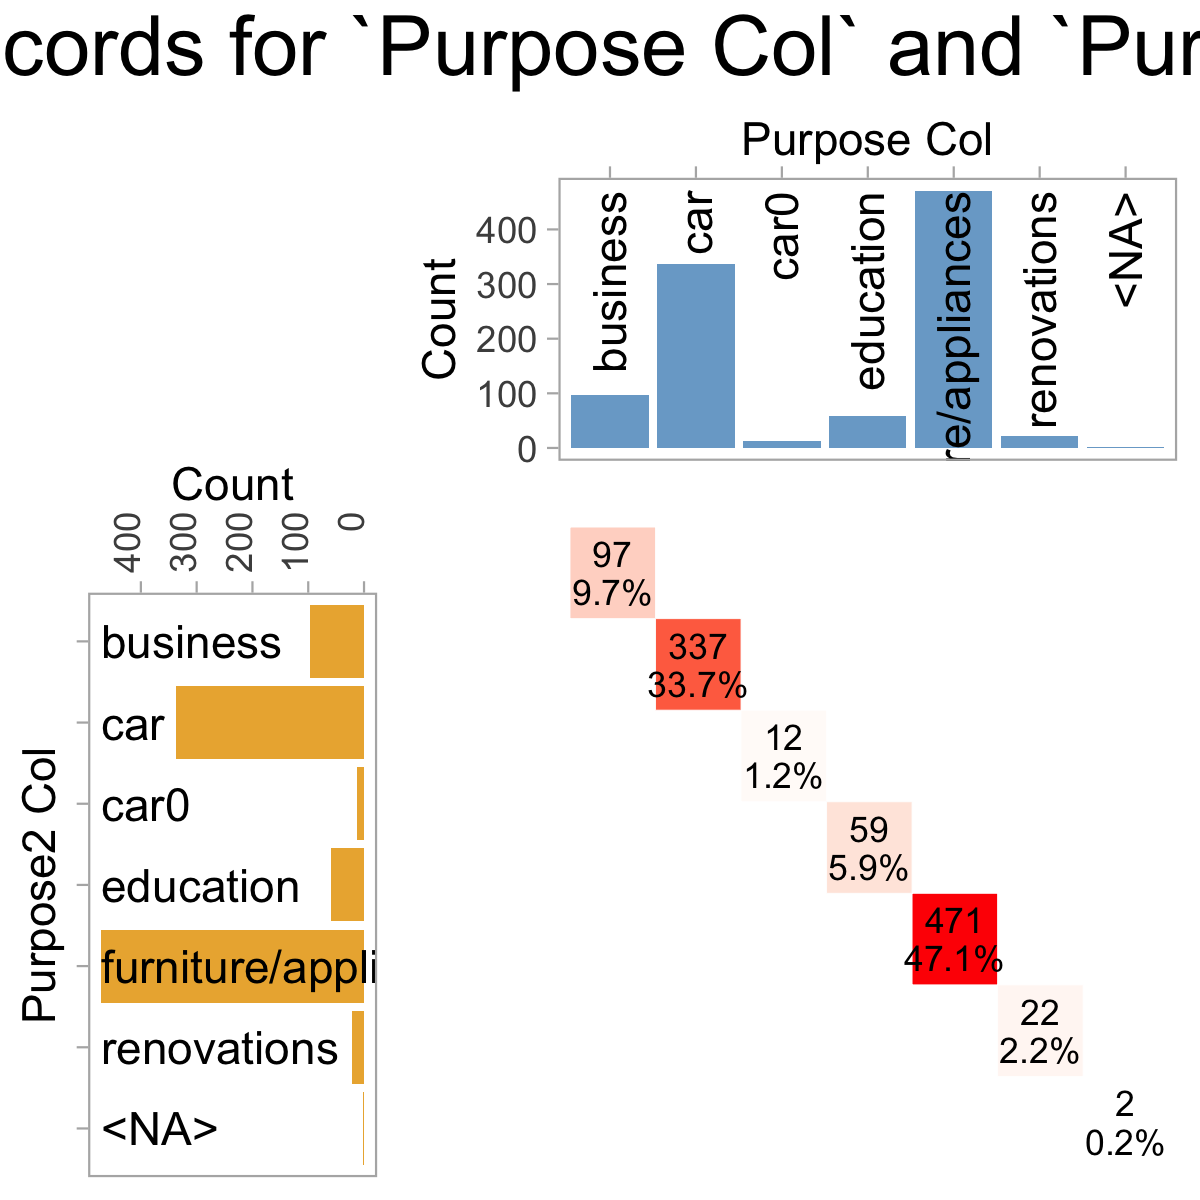 cords for `Purpose Col` and `Pur
Purpose Col
business
car
car0
education
re/appliances
renovations
<NA>
Count
400
300
200
100
0
Count
400
300
200
100
0
Purpose2 Col
business
car
car0
education
furniture/appli
renovations
<NA>
97
9.7%
337
33.7%
12
1.2%
59
5.9%
471
47.1%
22
2.2%
2
0.2%